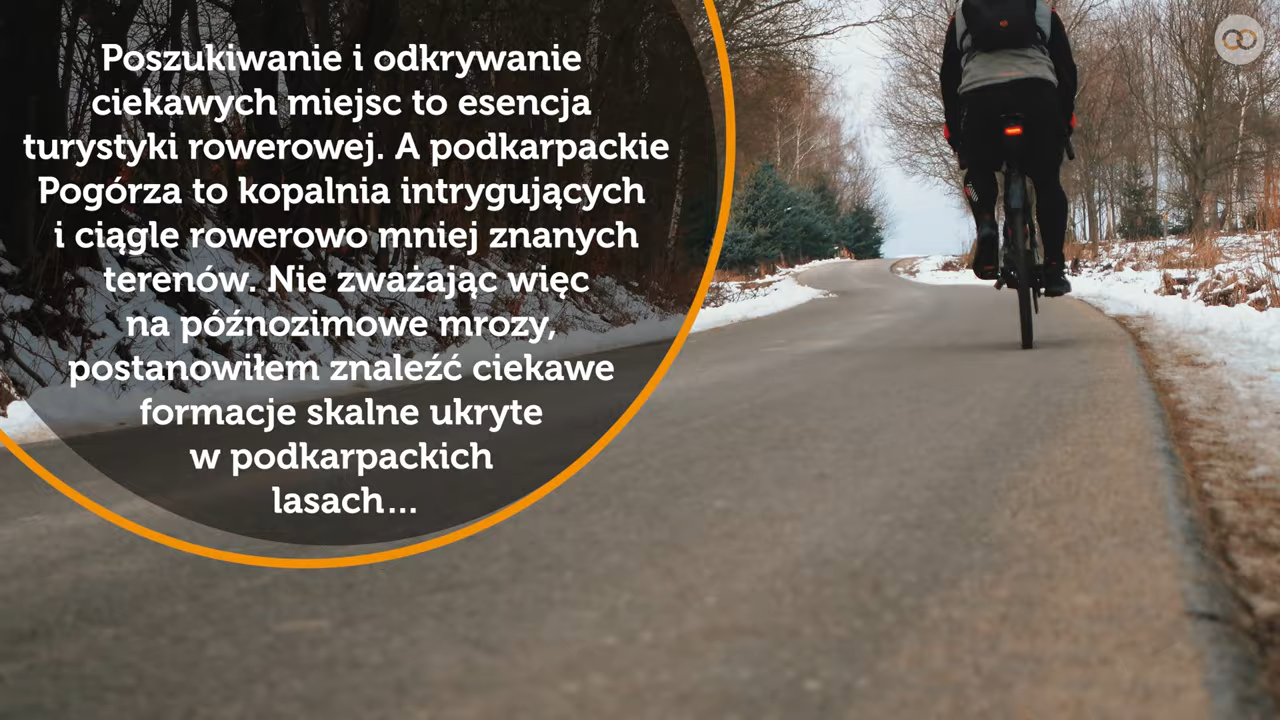 Poszukiwanie i odkrywanie
ciekawych miejsc to esencja
turystyki rowerowej. A podkarpackie
Pogórza to kopalnia intrygujących
i ciągle rowerowo mniej znanych
terenów. Nie zważając więc
na późnozimowe mrozy,
postanowiłem znaleźć ciekawe
formacje skalne ukryte
w podkarpackich
lasach...